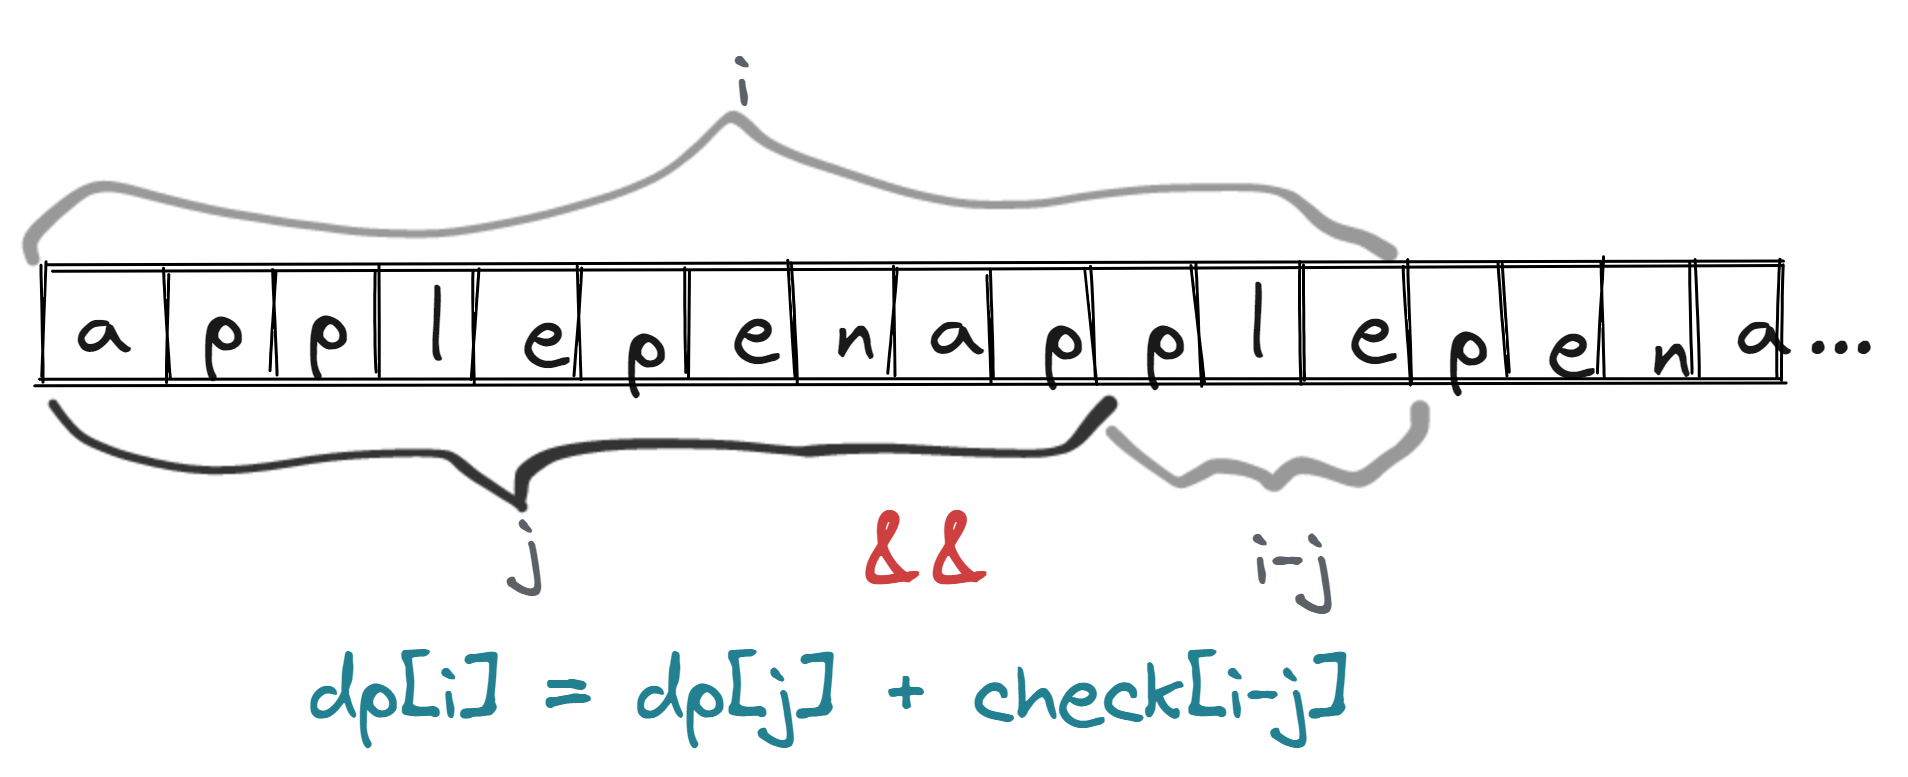 i
a p p l e p e n a p p l e p e n a ...
j && i-j
dp[i] = dp[j] + check[i-j]